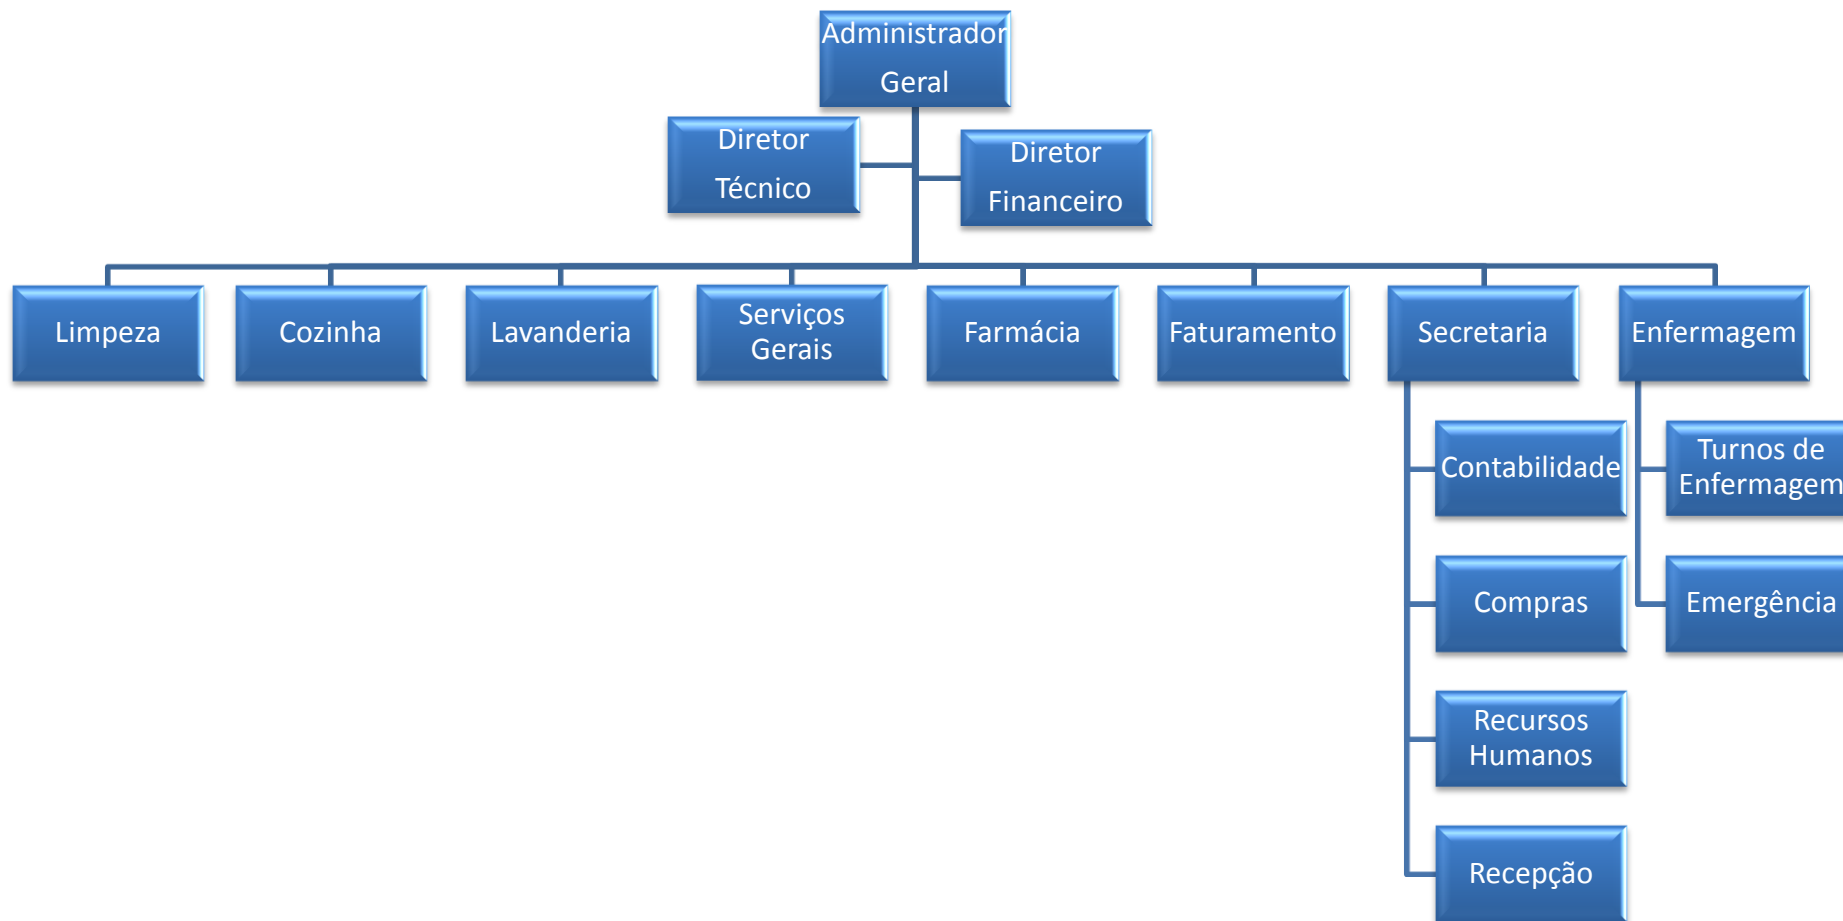 Administrador
Geral
Diretor
Técnico
Diretor
Financeiro
Limpeza
Cozinha
Lavanderia
Serviços
Gerais
Farmácia
Faturamento
Secretaria
Enfermagem
Contabilidade
Turnos de
Enfermagem
Compras
Emergência
Recursos
Humanos
Recepção